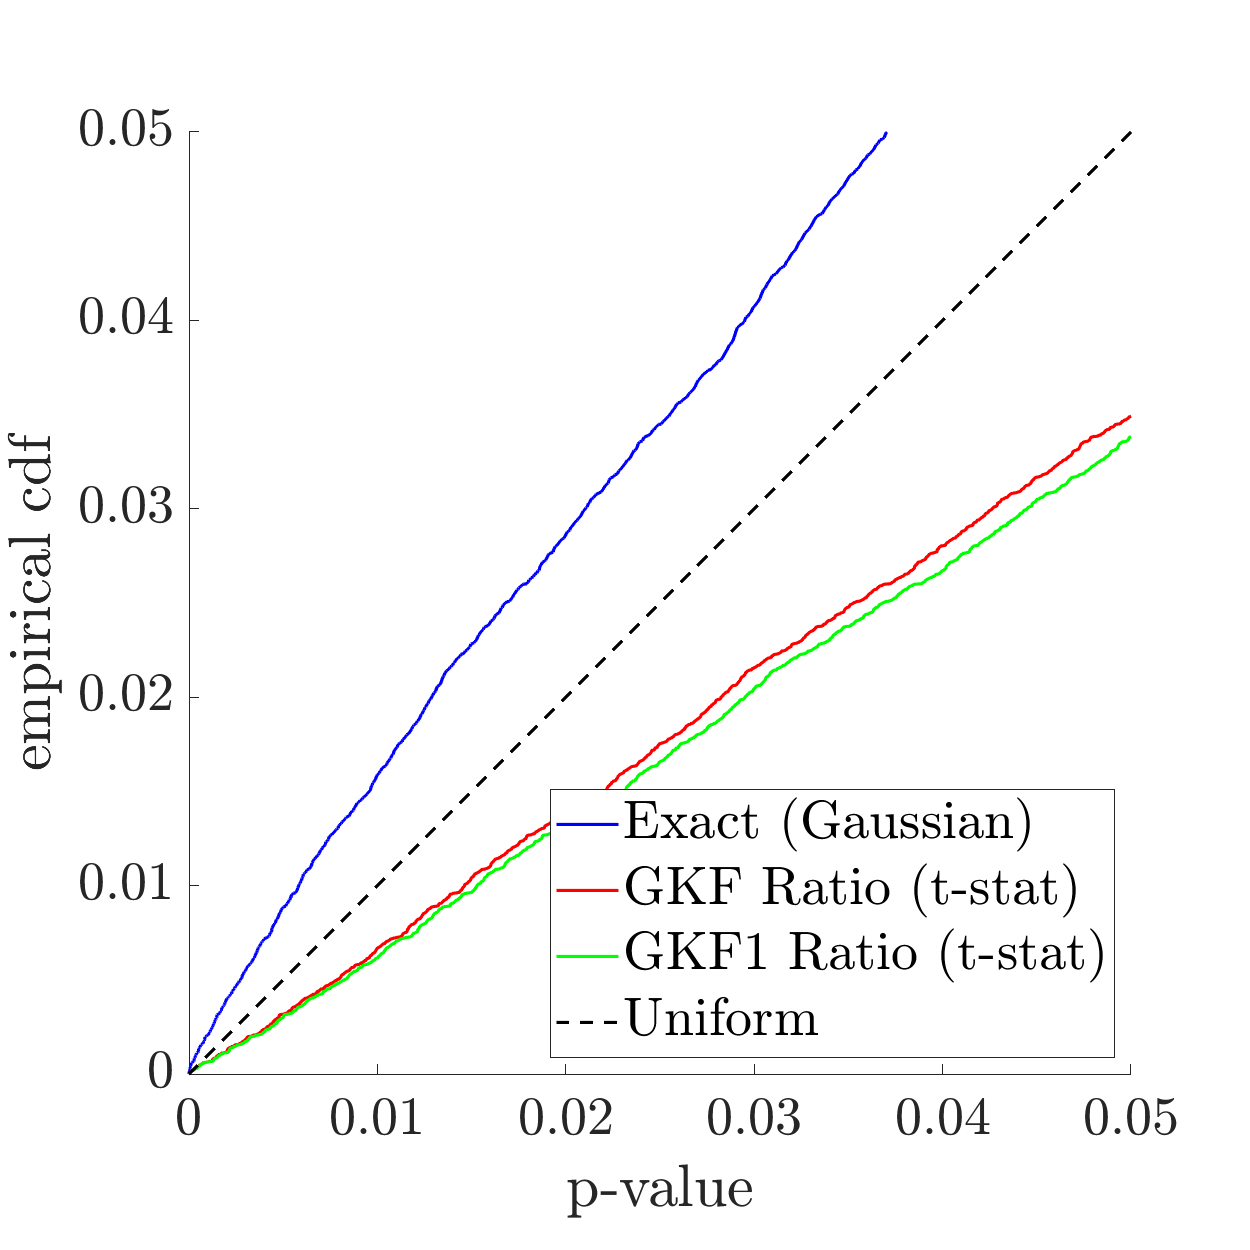 0.05
0.04
0.03
0.02
0.01
0
empirical cdf
Exact (Gaussian)
GKF Ratio (t-stat)
GKF1 Ratio (t-stat)
Uniform
0 0.01 0.02 0.03 0.04 0.05
p-value